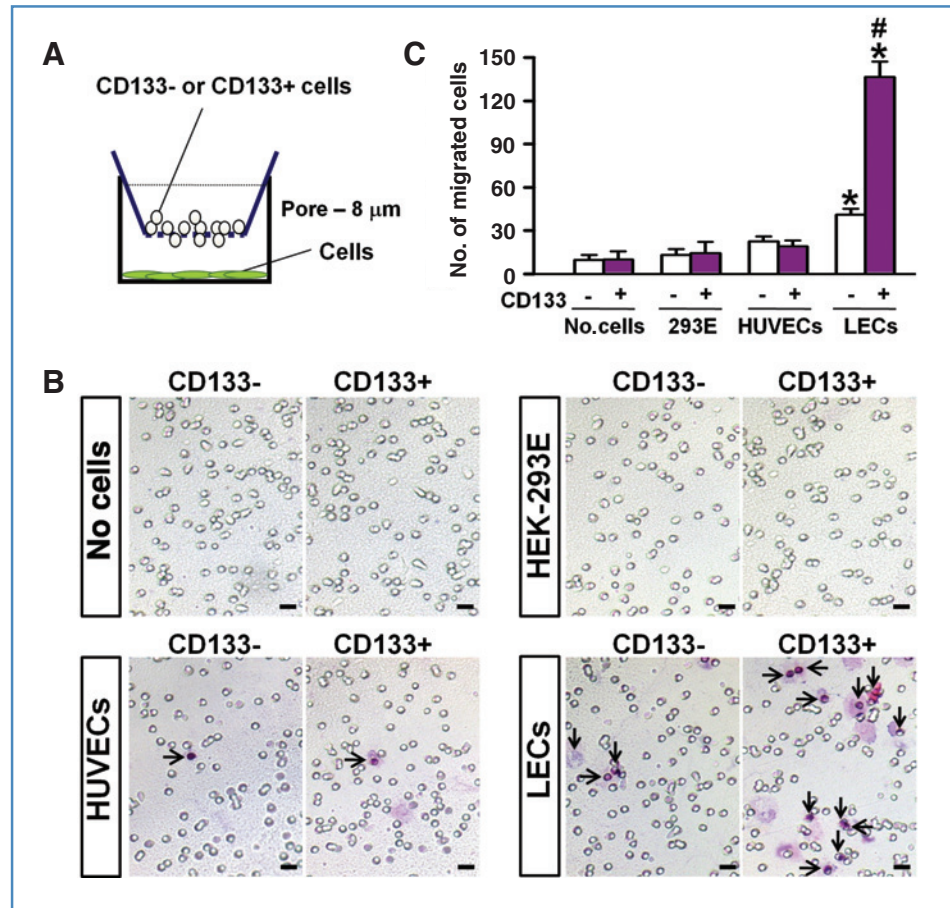 A
CD133- or CD133+ cells
Pore – 8 μm
Cells
C
No. of migrated cells
150
120
90
60
30
0
#
*
*
CD133 - + - + - + - +
No.cells 293E HUVECs LECs
B
CD133- CD133+
No cells
CD133- CD133+
HEK-293E
CD133- CD133+
HUVECs
CD133- CD133+
LECs